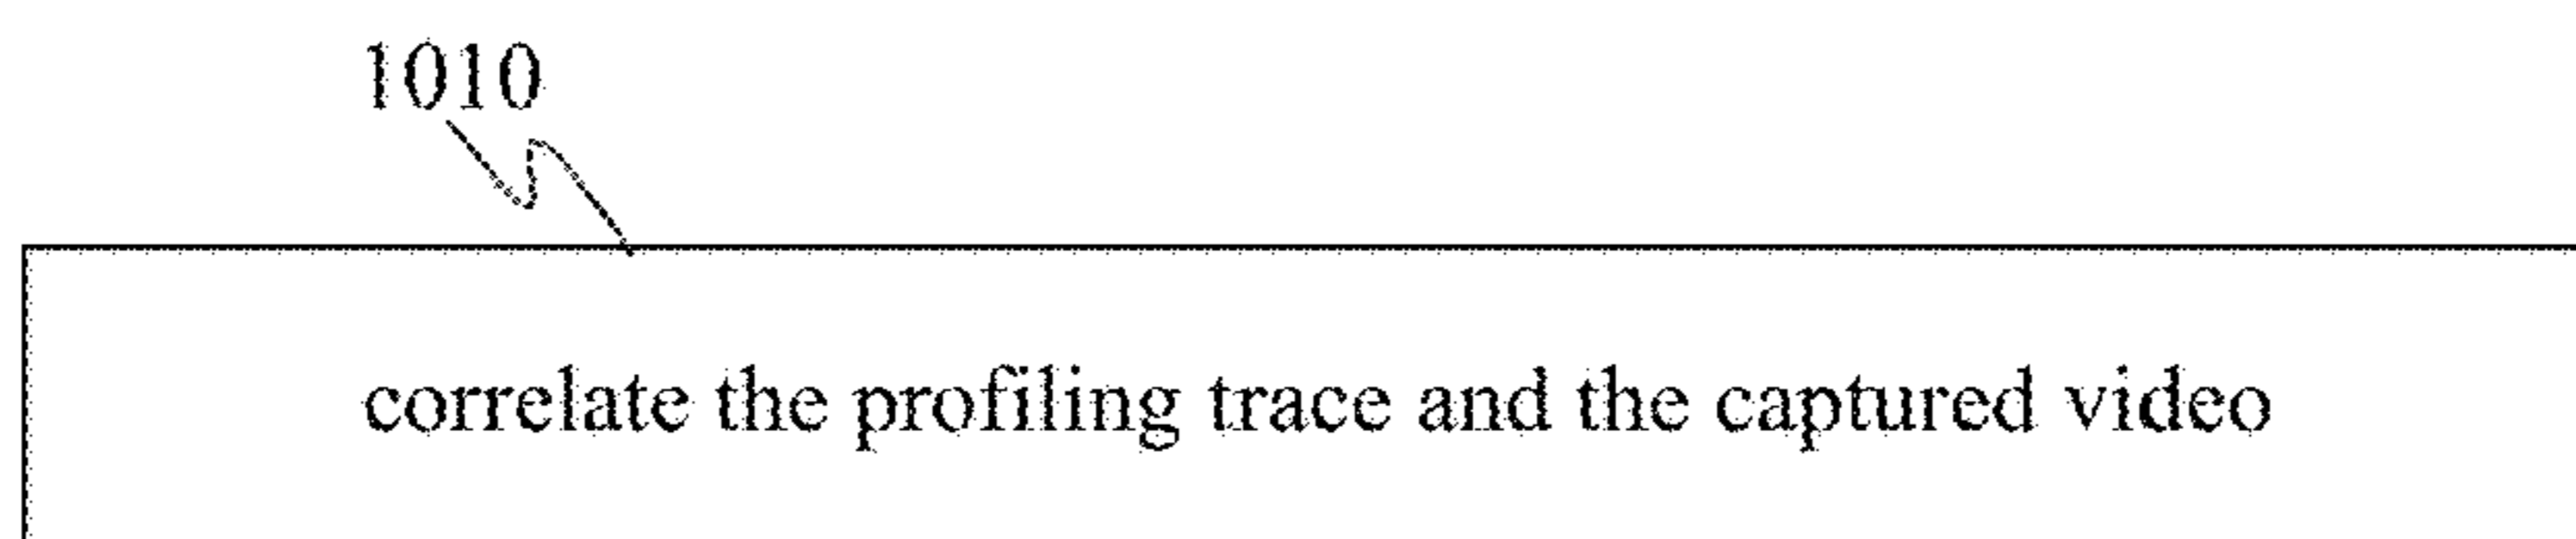 1010
correlate the profiling trace and the captured video